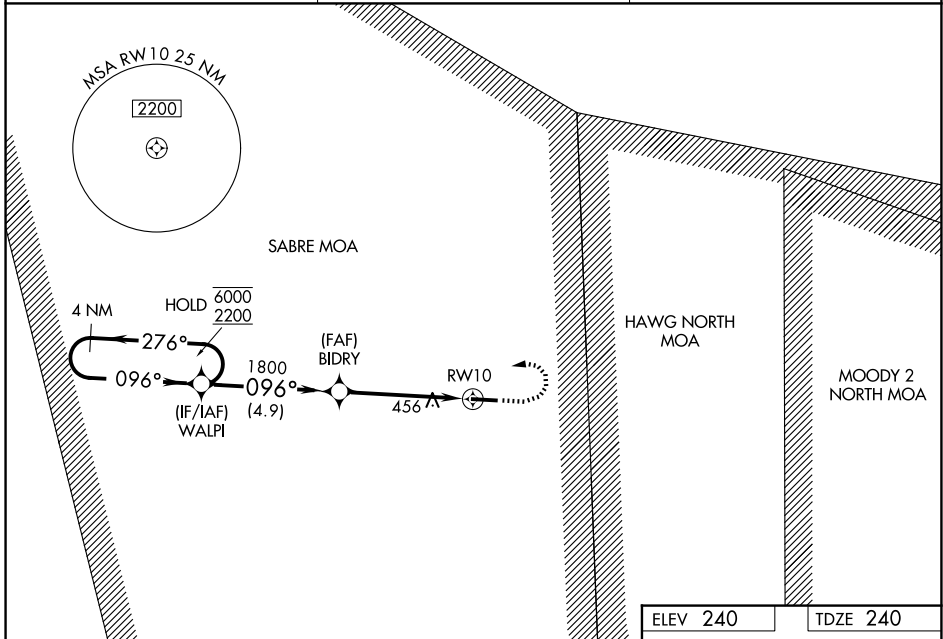 MSA RW10 25 NM
2200
SABRE MOA
4 NM
HOLD
6000
2200
276°
096°
(IF/IAF)
WALPI
1800
096°
(4.9)
(FAF)
BIDRY
RW10
456
HAWG NORTH
MOA
MOODY 2
NORTH MOA
ELEV 240
TDZE 240